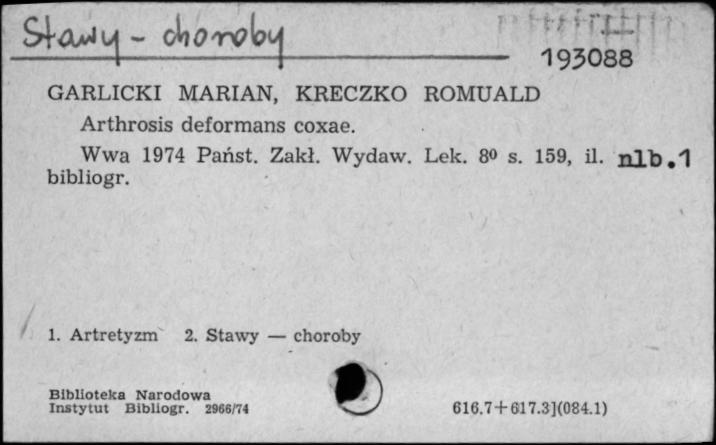 Stawy - choroby
193088
GARLICKI MARIAN, KRECZKO ROMUALD
Arthrosis deformans coxae.
Wwa 1974 Państ. Zakł. Wydaw. Lek. 8⁰ s. 159, il. nlb.1
bibliogr.
1. Artretyzm 2. Stawy — choroby
Biblioteka Narodowa
Instytut Bibliogr. 2966/74
616.7+617.3](084.1)